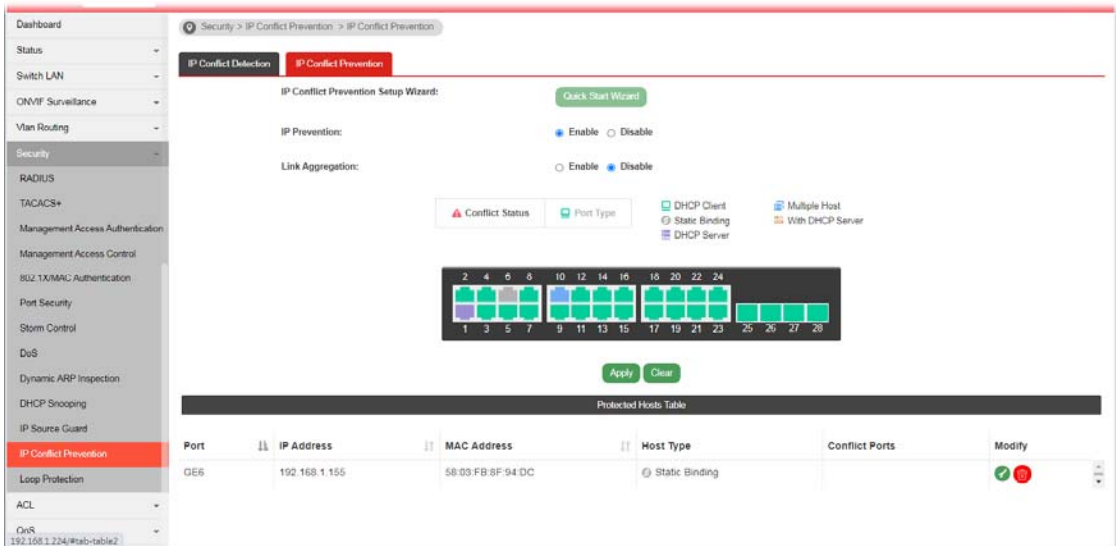 Dashboard
Status
Switch LAN
ONVIF Surveillance
Vlan Routing
Security
RADIUS
TACACS+
Management Access Authentication
Management Access Control
802.1X/MAC Authentication
Port Security
Storm Control
DoS
Dynamic ARP Inspection
DHCP Snooping
IP Source Guard
IP Conflict Prevention
Loop Protection
ACL
QoS
192.168.1.224/#tab-table2
Security > IP Conflict Prevention > IP Conflict Prevention
IP Conflict Detection
IP Conflict Prevention
IP Conflict Prevention Setup Wizard:
Quick Start Wizard
IP Prevention:
Enable
Disable
Link Aggregation:
Enable
Disable
Conflict Status
Port Type
DHCP Client
Multiple Host
Static Binding
With DHCP Server
DHCP Server
2 4 6 8 10 12 14 16 18 20 22 24
1 3 5 7 9 11 13 15 17 19 21 23 25 26 27 28
Apply
Clear
Protected Hosts Table
Port IP Address MAC Address Host Type Conflict Ports Modify
GE6 192.168.1.155 58:03:FB:8F:94:DC Static Binding